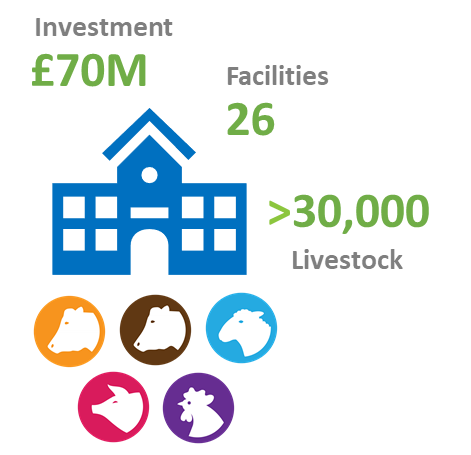 Investment
£70M
Facilities
26
>30,000
Livestock